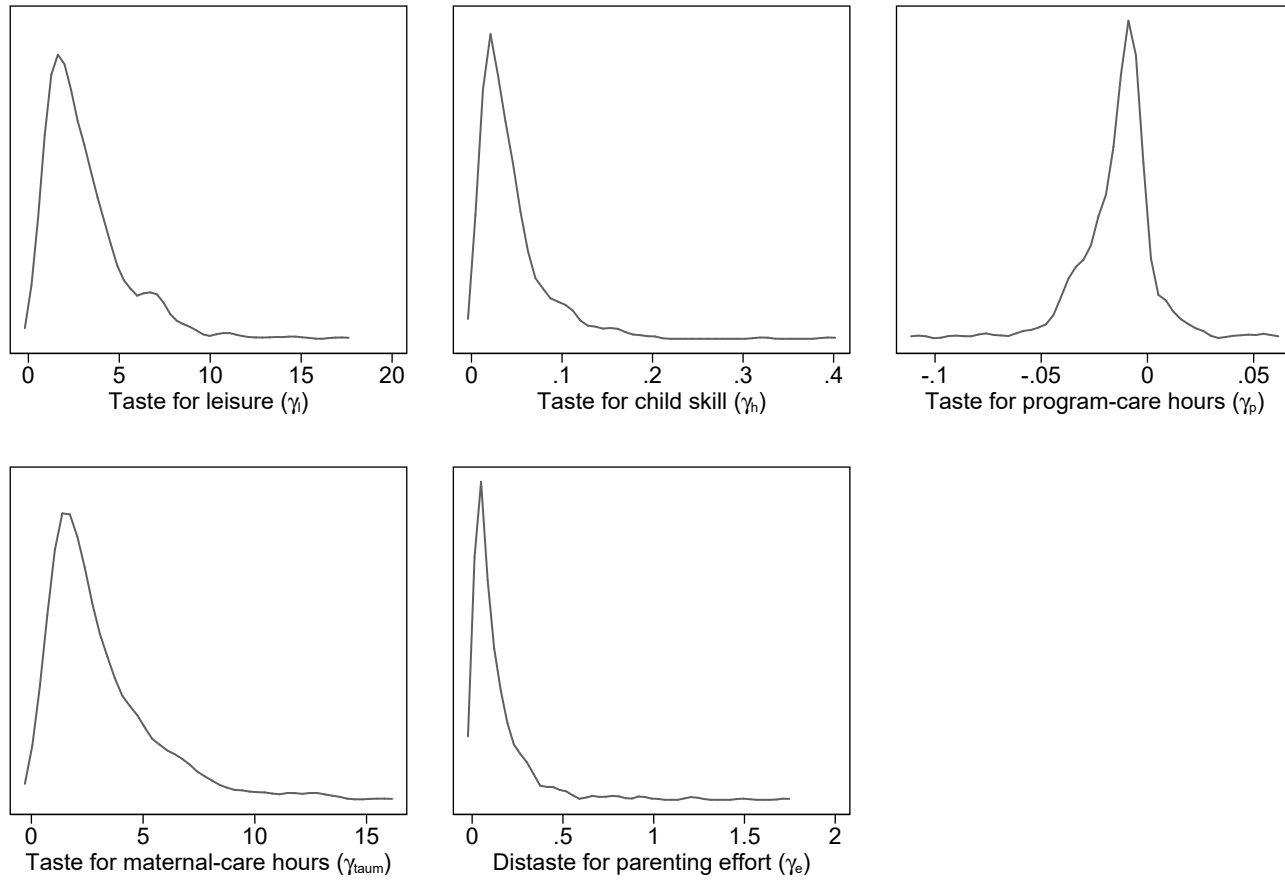 0 5 10 15 20
Taste for leisure (γl)
0 .1 .2 .3 .4
Taste for child skill (γh)
-.1 -.05 0 .05
Taste for program-care hours (γp)
0 5 10 15
Taste for maternal-care hours (γtaum)
0 .5 1 1.5 2
Distaste for parenting effort (γe)